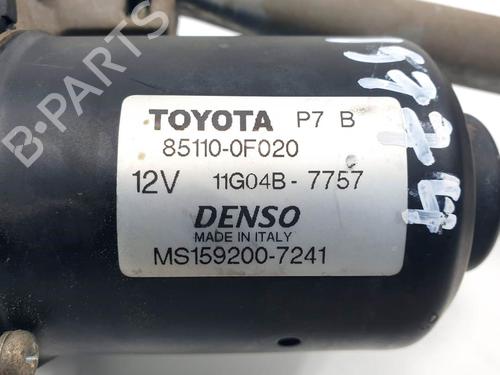 TOYOTA P7 B
85110-0F020
12V 11G04B-7757
DENSO
MADE IN ITALY
MS159200-7241
B-PARTS